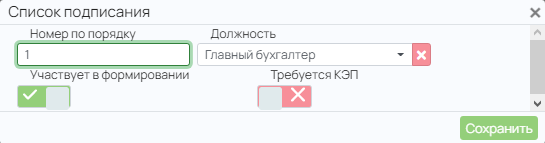 Список подписания
Номер по порядку Должность
1 Главный бухгалтер
Участвует в формировании Требуется КЭП
Сохранить